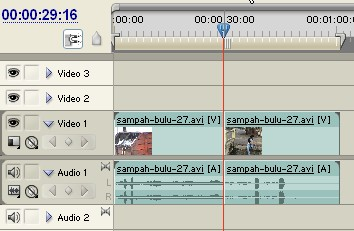 00:00:29:16
:00:00 00:00:30:00 00:01:0
Video 3
Video 2
Video 1
sampah-bulu-27.avi [V] sampah-bulu-27.avi [V]
Audio 1
sampah-bulu-27.avi [A] sampah-bulu-27.avi [A]
L
R
Audio 2